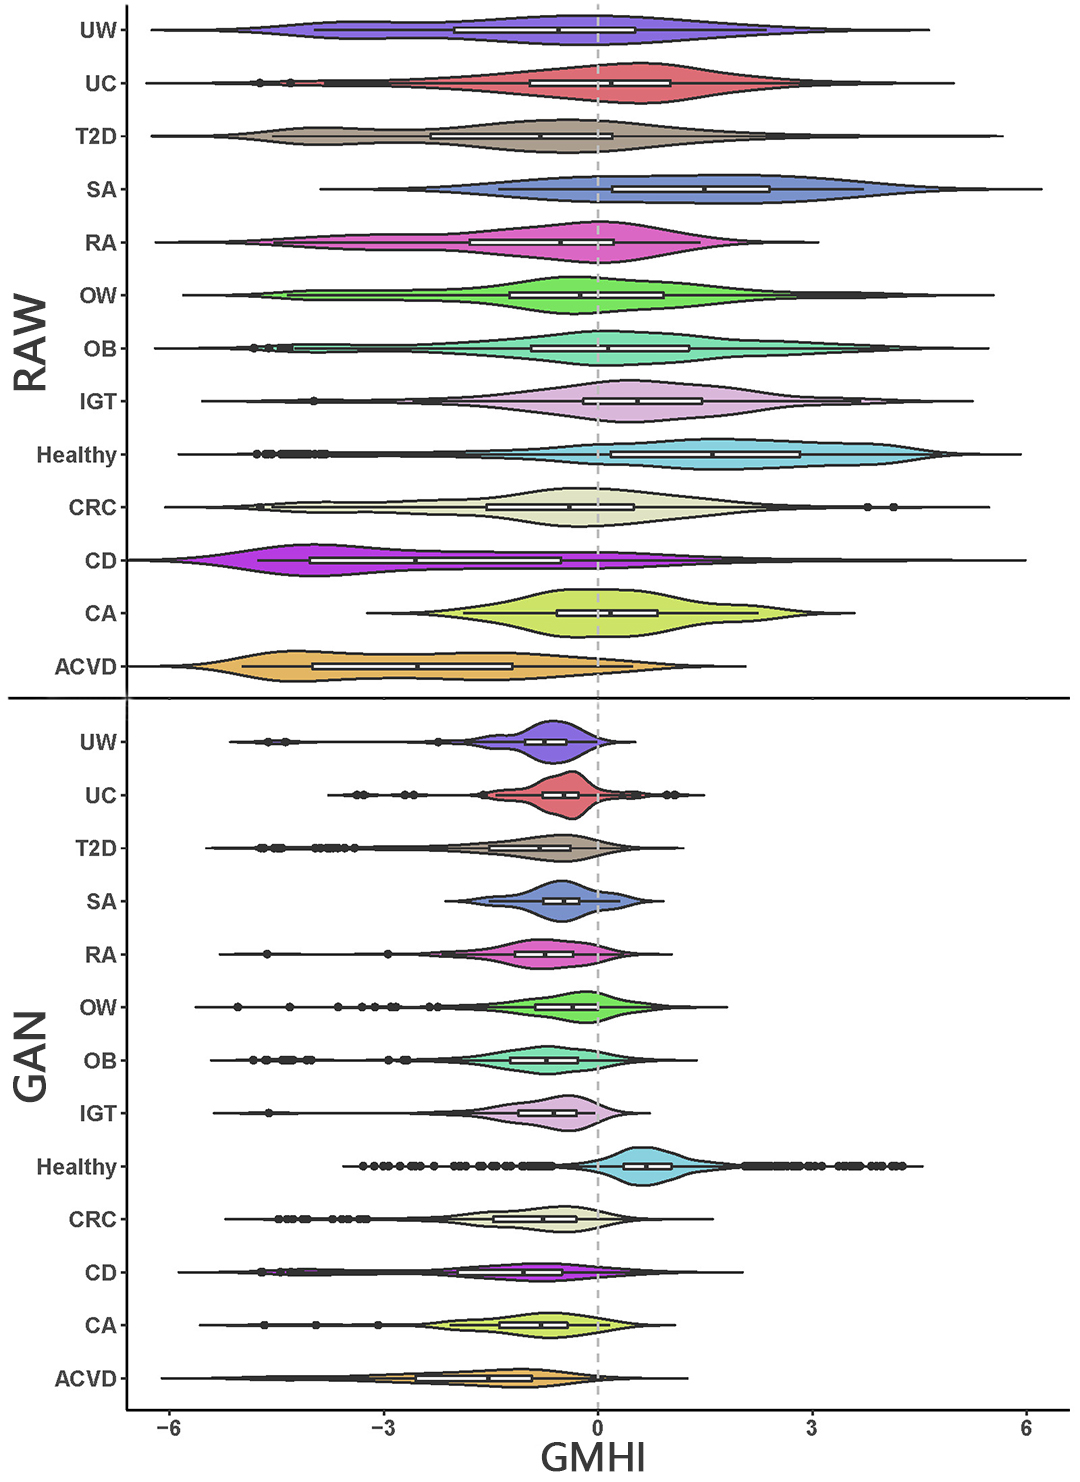 RAW
UW
UC
T2D
SA
RA
OW
OB
IGT
Healthy
CRC
CD
CA
ACVD
GAN
UW
UC
T2D
SA
RA
OW
OB
IGT
Healthy
CRC
CD
CA
ACVD
−6 −3 0 3 6
GMHI